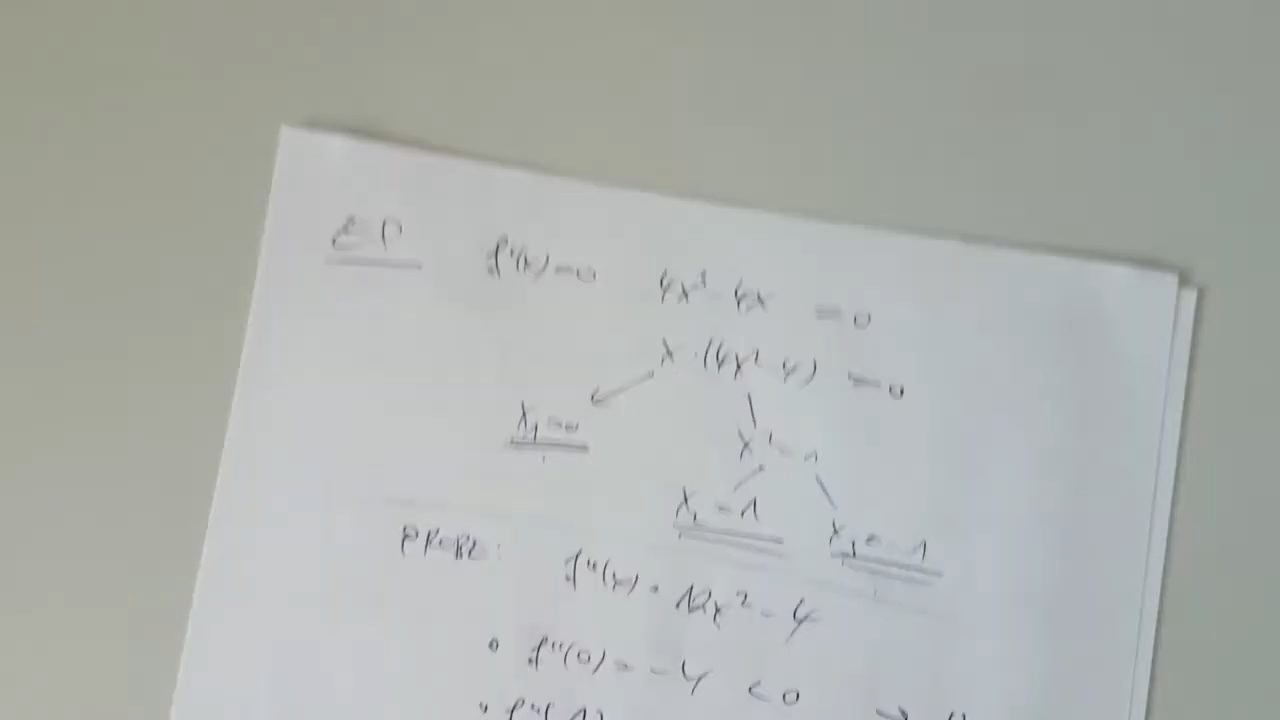 EP f'(x)=0 4x³-4x =0
x·(4x²-4) =0
x₁=0
x²=1
x₂=1 x₃=-1
PROBE: f''(x)=12x²-4
• f''(0)=-4 <0 →
• f''(1)